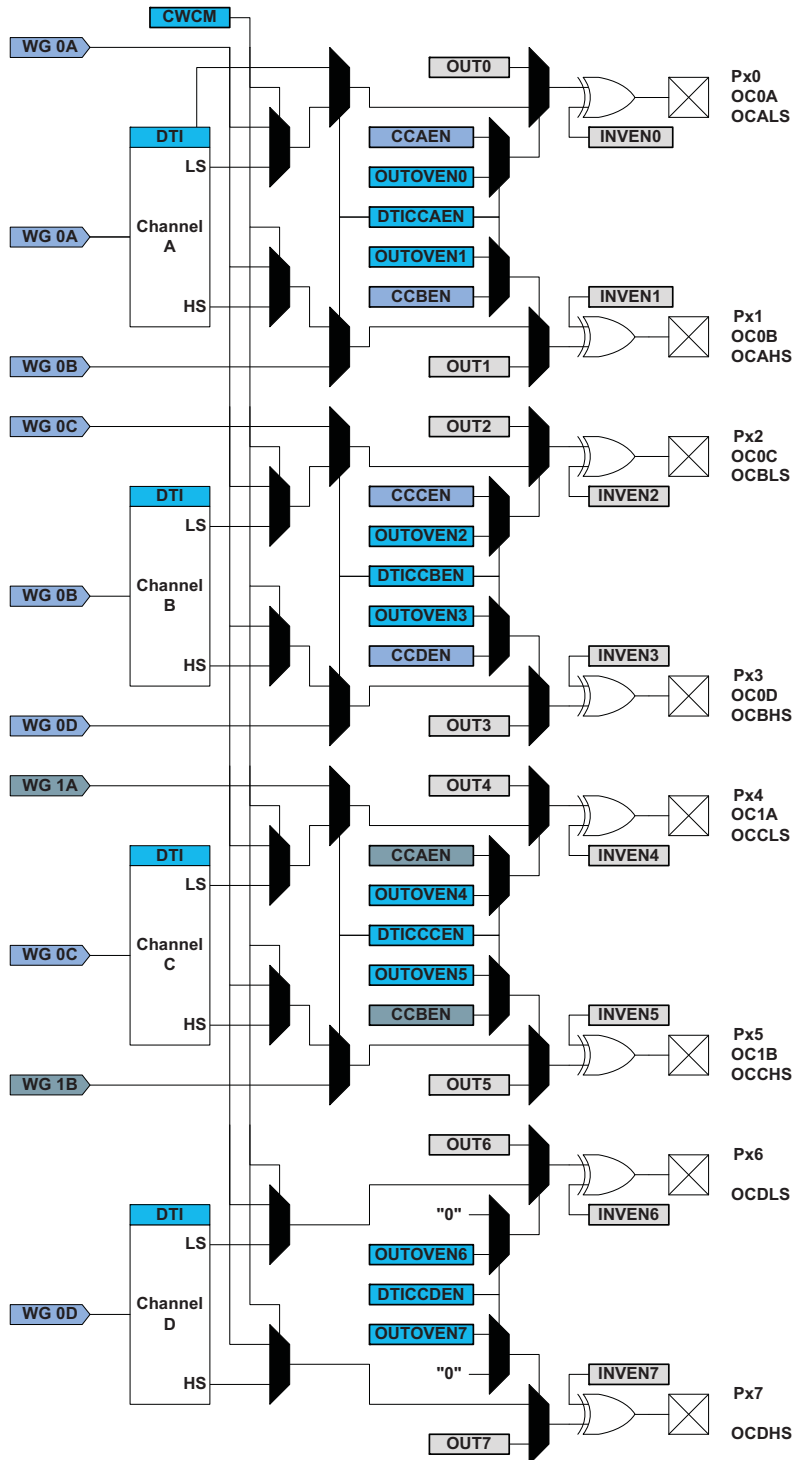 CWCM
WG 0A
OUT0
Px0
OC0A
OCALS
DTI
CCAEN
INVEN0
LS
OUTOVEN0
WG 0A
Channel
A
DTICCAEN
OUTOVEN1
HS
CCBEN
INVEN1
Px1
OC0B
OCAHS
WG 0B
OUT1
WG 0C
OUT2
Px2
OC0C
OCBLS
DTI
CCCEN
INVEN2
LS
OUTOVEN2
WG 0B
Channel
B
DTICCBEN
OUTOVEN3
HS
CCDEN
INVEN3
Px3
OC0D
OCBHS
WG 0D
OUT3
WG 1A
OUT4
Px4
OC1A
OCCLS
DTI
CCAEN
INVEN4
LS
OUTOVEN4
WG 0C
Channel
C
DTICCCEN
OUTOVEN5
HS
CCBEN
INVEN5
Px5
OC1B
OCCHS
WG 1B
OUT5
OUT6
Px6
OCDLS
DTI
"0"
INVEN6
LS
OUTOVEN6
WG 0D
Channel
D
DTICCDEN
OUTOVEN7
HS
"0"
INVEN7
Px7
OCDHS
OUT7